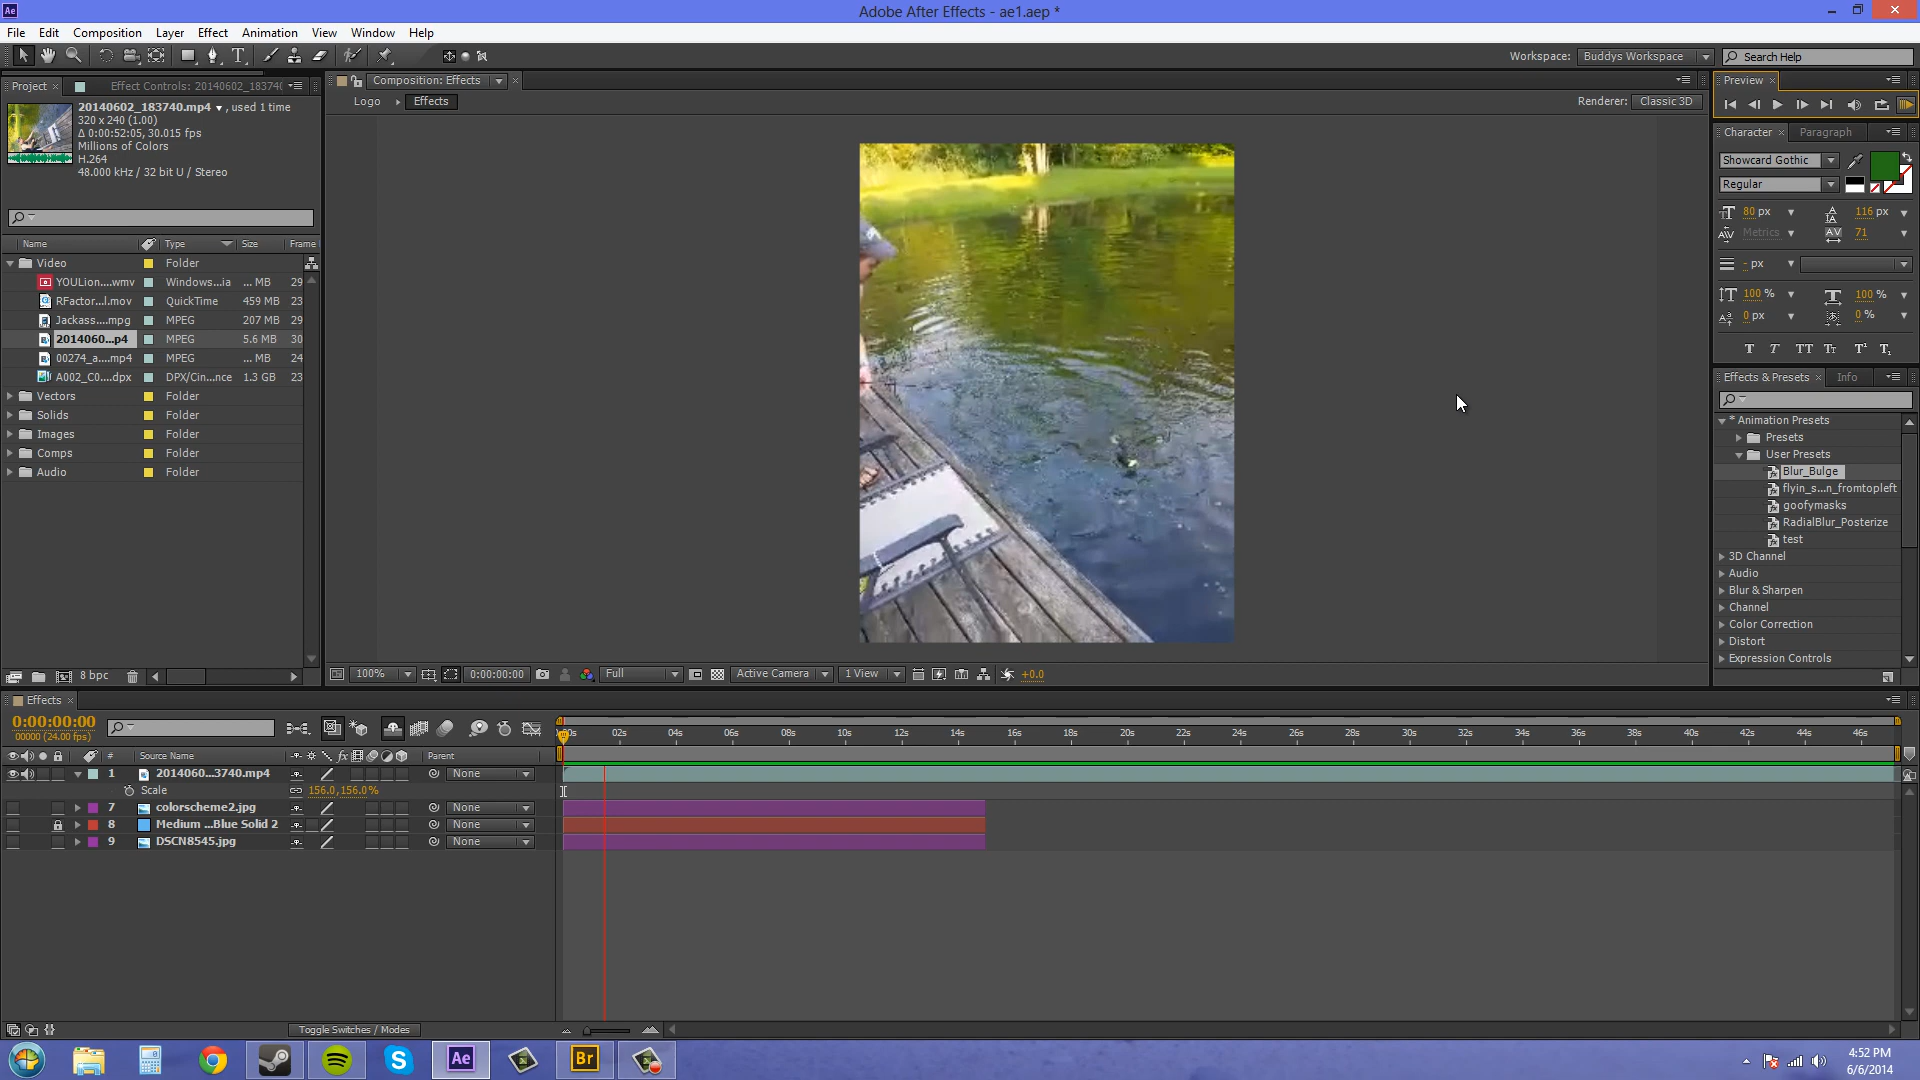 Adobe After Effects - ae1.aep *
File Edit Composition Layer Effect Animation View Window Help
Workspace: Buddys Workspace Search Help
Project × Effect Controls: 20140602_18374(
20140602_183740.mp4 ▾ , used 1 time
320 x 240 (1.00)
Δ 0:00:52:05, 30.015 fps
Millions of Colors
H.264
48.000 kHz / 32 bit U / Stereo
Name Type Size Frame
Video Folder
YOULion....wmv Windows...ia ... MB 29
RFactor...l.mov QuickTime 459 MB 23
Jackass....mpg MPEG 207 MB 29
2014060...p4 MPEG 5.6 MB 30
00274_a....mp4 MPEG ... MB 24
A002_C0....dpx DPX/Cin...nce 1.3 GB 23
Vectors Folder
Solids Folder
Images Folder
Comps Folder
Audio Folder
8 bpc
Composition: Effects
Logo Effects
Renderer: Classic 3D
100% 0:00:00:00 Full Active Camera 1 View +0.0
Preview ×
Character × Paragraph
Showcard Gothic
Regular
80 px 116 px
Metrics 71
- px
100 % 100 %
0 px 0 %
T T TT Tt T¹ T₁
Effects & Presets × Info
* Animation Presets
Presets
User Presets
Blur_Bulge
flyin_s...n_fromtopleft
goofymasks
RadialBlur_Posterize
test
3D Channel
Audio
Blur & Sharpen
Channel
Color Correction
Distort
Expression Controls
Effects ×
0:00:00:00
00000 (24.00 fps)
02s 04s 06s 08s 10s 12s 14s 16s 18s 20s 22s 24s 26s 28s 30s 32s 34s 36s 38s 40s 42s 44s 46s
# Source Name fx Parent
1 2014060...3740.mp4 None
Scale 156.0,156.0%
7 colorscheme2.jpg None
8 Medium ...Blue Solid 2 None
9 DSCN8545.jpg None
Toggle Switches / Modes
Ae Br
4:52 PM
6/6/2014